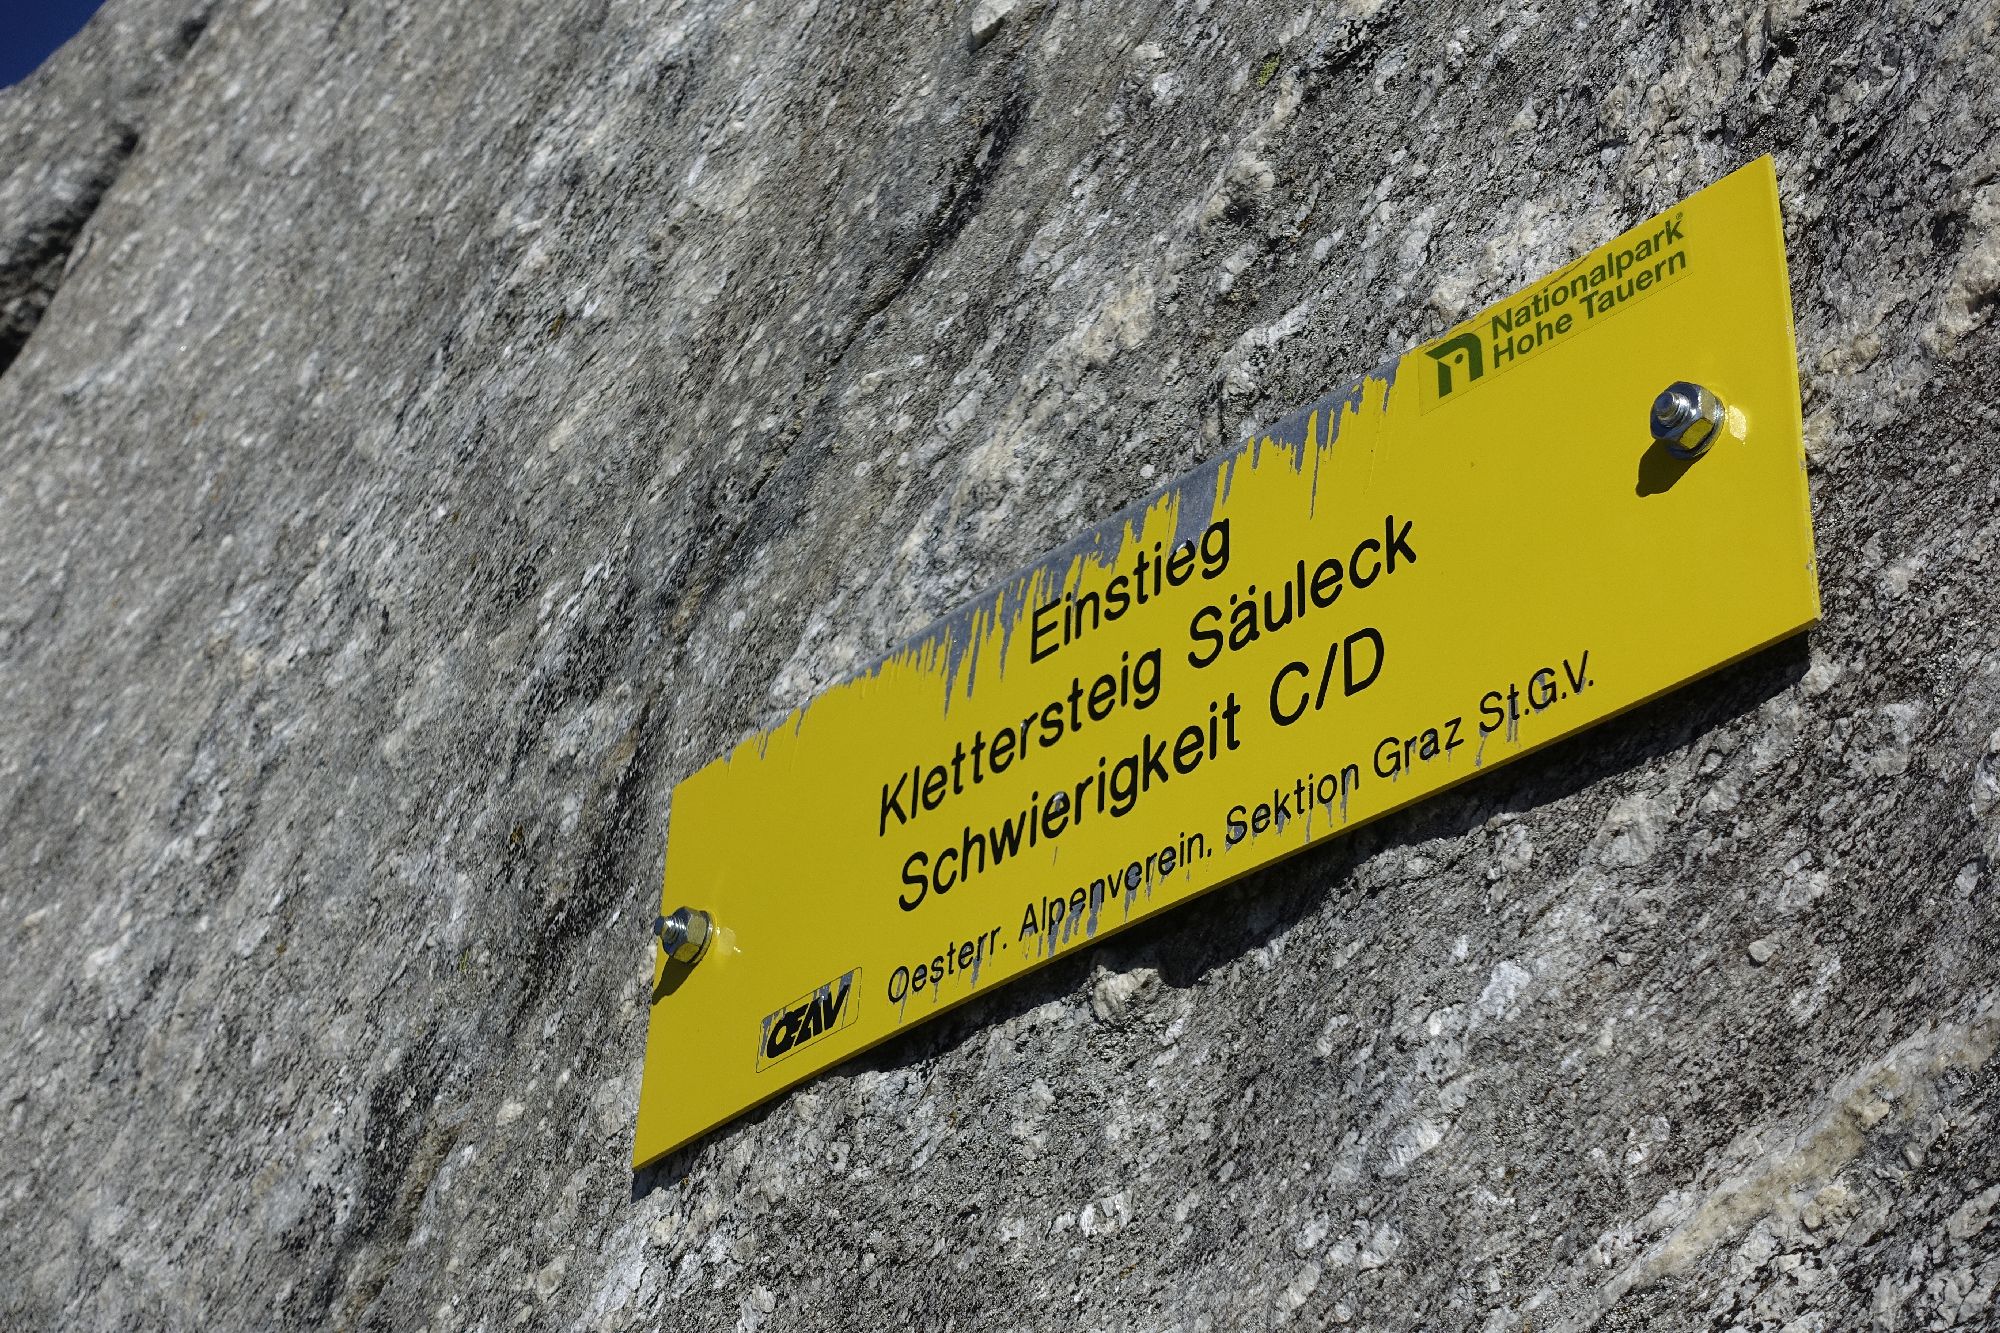 Nationalpark®
Hohe Tauern
Einstieg
Klettersteig Säuleck
Schwierigkeit C/D
Oesterr. Alpenverein, Sektion Graz St.G.V.
OEAV